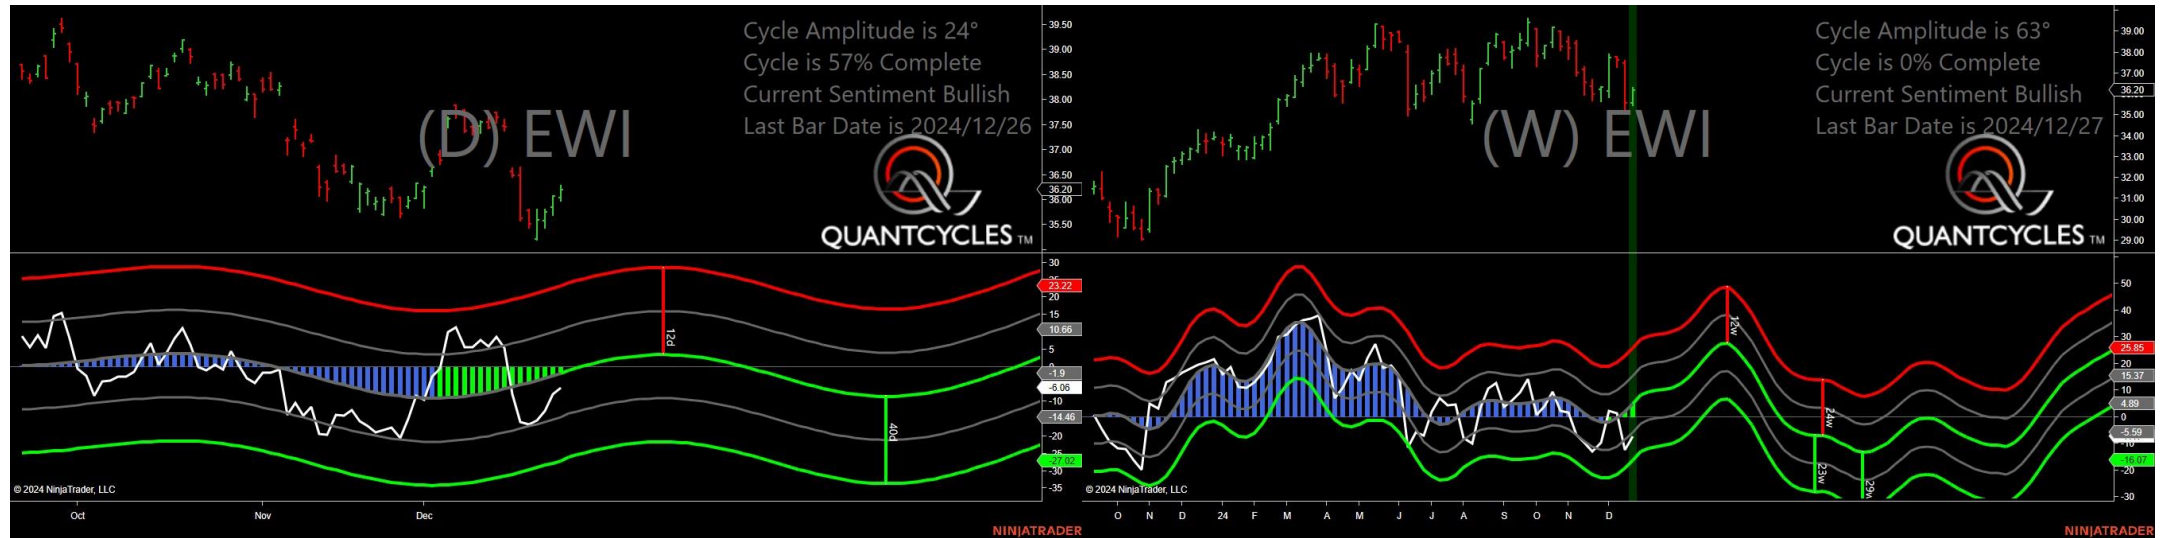 Cycle Amplitude is 24°
Cycle is 57% Complete
Current Sentiment Bullish
Last Bar Date is 2024/12/26
(D) EWI
QUANTCYCLES TM
39.50
39.00
38.50
38.00
37.50
37.00
36.50
36.20
36.00
35.50
30
23.22
20
15
10.66
5
-1.9
-6.06
-10
-14.46
-20
-27.02
-30
-35
12d
40d
© 2024 NinjaTrader, LLC
Oct Nov Dec
NINJATRADER
Cycle Amplitude is 63°
Cycle is 0% Complete
Current Sentiment Bullish
Last Bar Date is 2024/12/27
(W) EWI
QUANTCYCLES TM
39.00
38.00
37.00
36.20
35.00
34.00
33.00
32.00
31.00
30.00
29.00
50
40
30
25.85
20
15.37
10
4.89
0
-5.59
-10
-16.07
-20
-30
12w
24w
23w
29w
© 2024 NinjaTrader, LLC
O N D 24 F M A M J J A S O N D
NINJATRADER